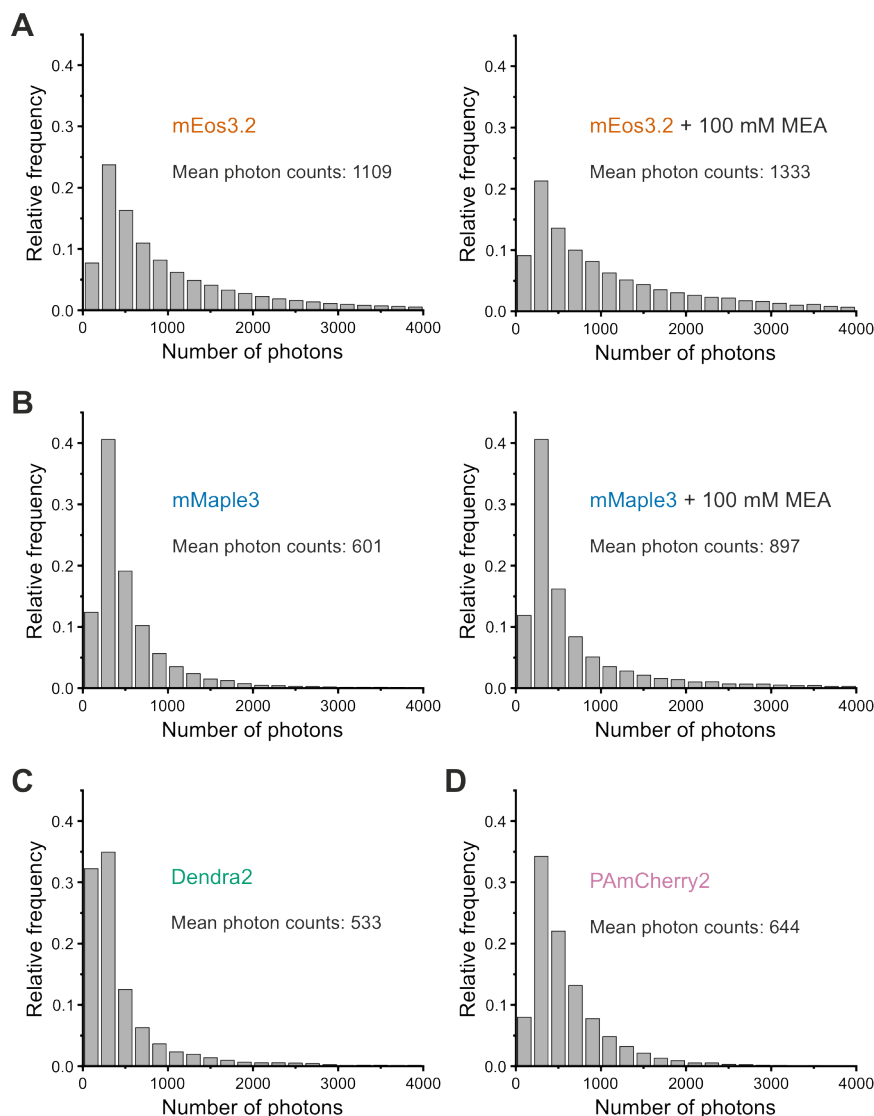 A
mEos3.2
Mean photon counts: 1109
Relative frequency
0.4
0.3
0.2
0.1
0.0
0
1000
2000
3000
4000
Number of photons
mEos3.2 + 100 mM MEA
Mean photon counts: 1333
Relative frequency
0.4
0.3
0.2
0.1
0.0
0
1000
2000
3000
4000
Number of photons
B
mMaple3
Mean photon counts: 601
Relative frequency
0.4
0.3
0.2
0.1
0.0
0
1000
2000
3000
4000
Number of photons
mMaple3 + 100 mM MEA
Mean photon counts: 897
Relative frequency
0.4
0.3
0.2
0.1
0.0
0
1000
2000
3000
4000
Number of photons
C
Dendra2
Mean photon counts: 533
Relative frequency
0.4
0.3
0.2
0.1
0.0
0
1000
2000
3000
4000
Number of photons
D
PAmCherry2
Mean photon counts: 644
Relative frequency
0.4
0.3
0.2
0.1
0.0
0
1000
2000
3000
4000
Number of photons